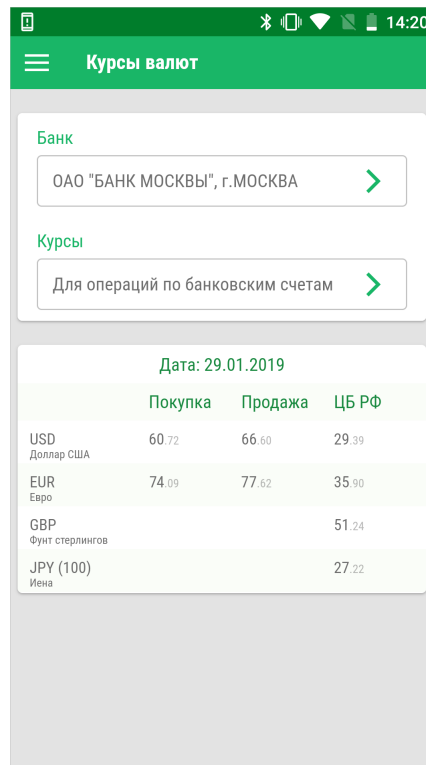 14:20
Курсы валют
Банк
ОАО "БАНК МОСКВЫ", г.МОСКВА
Курсы
Для операций по банковским счетам
Дата: 29.01.2019
Покупка Продажа ЦБ РФ
USD 60.72 66.60 29.39
Доллар США
EUR 74.09 77.62 35.90
Евро
GBP 51.24
Фунт стерлингов
JPY (100) 27.22
Иена